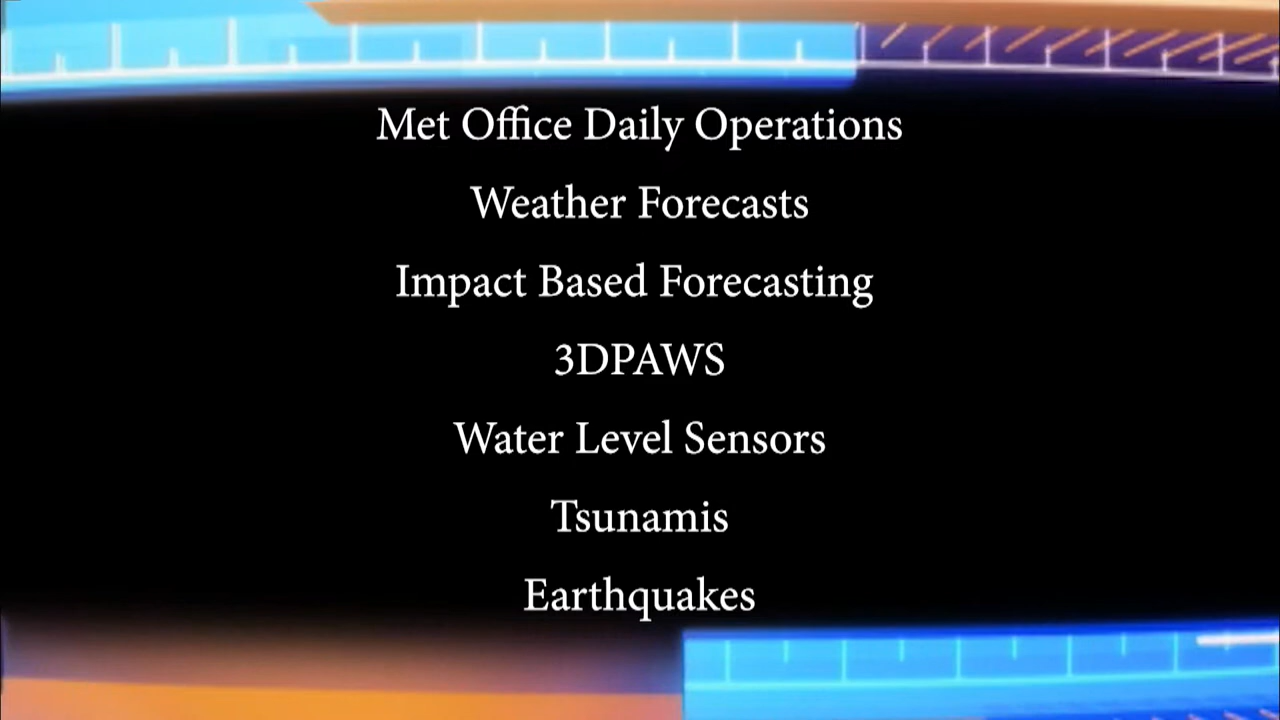 Met Office Daily Operations
Weather Forecasts
Impact Based Forecasting
3DPAWS
Water Level Sensors
Tsunamis
Earthquakes